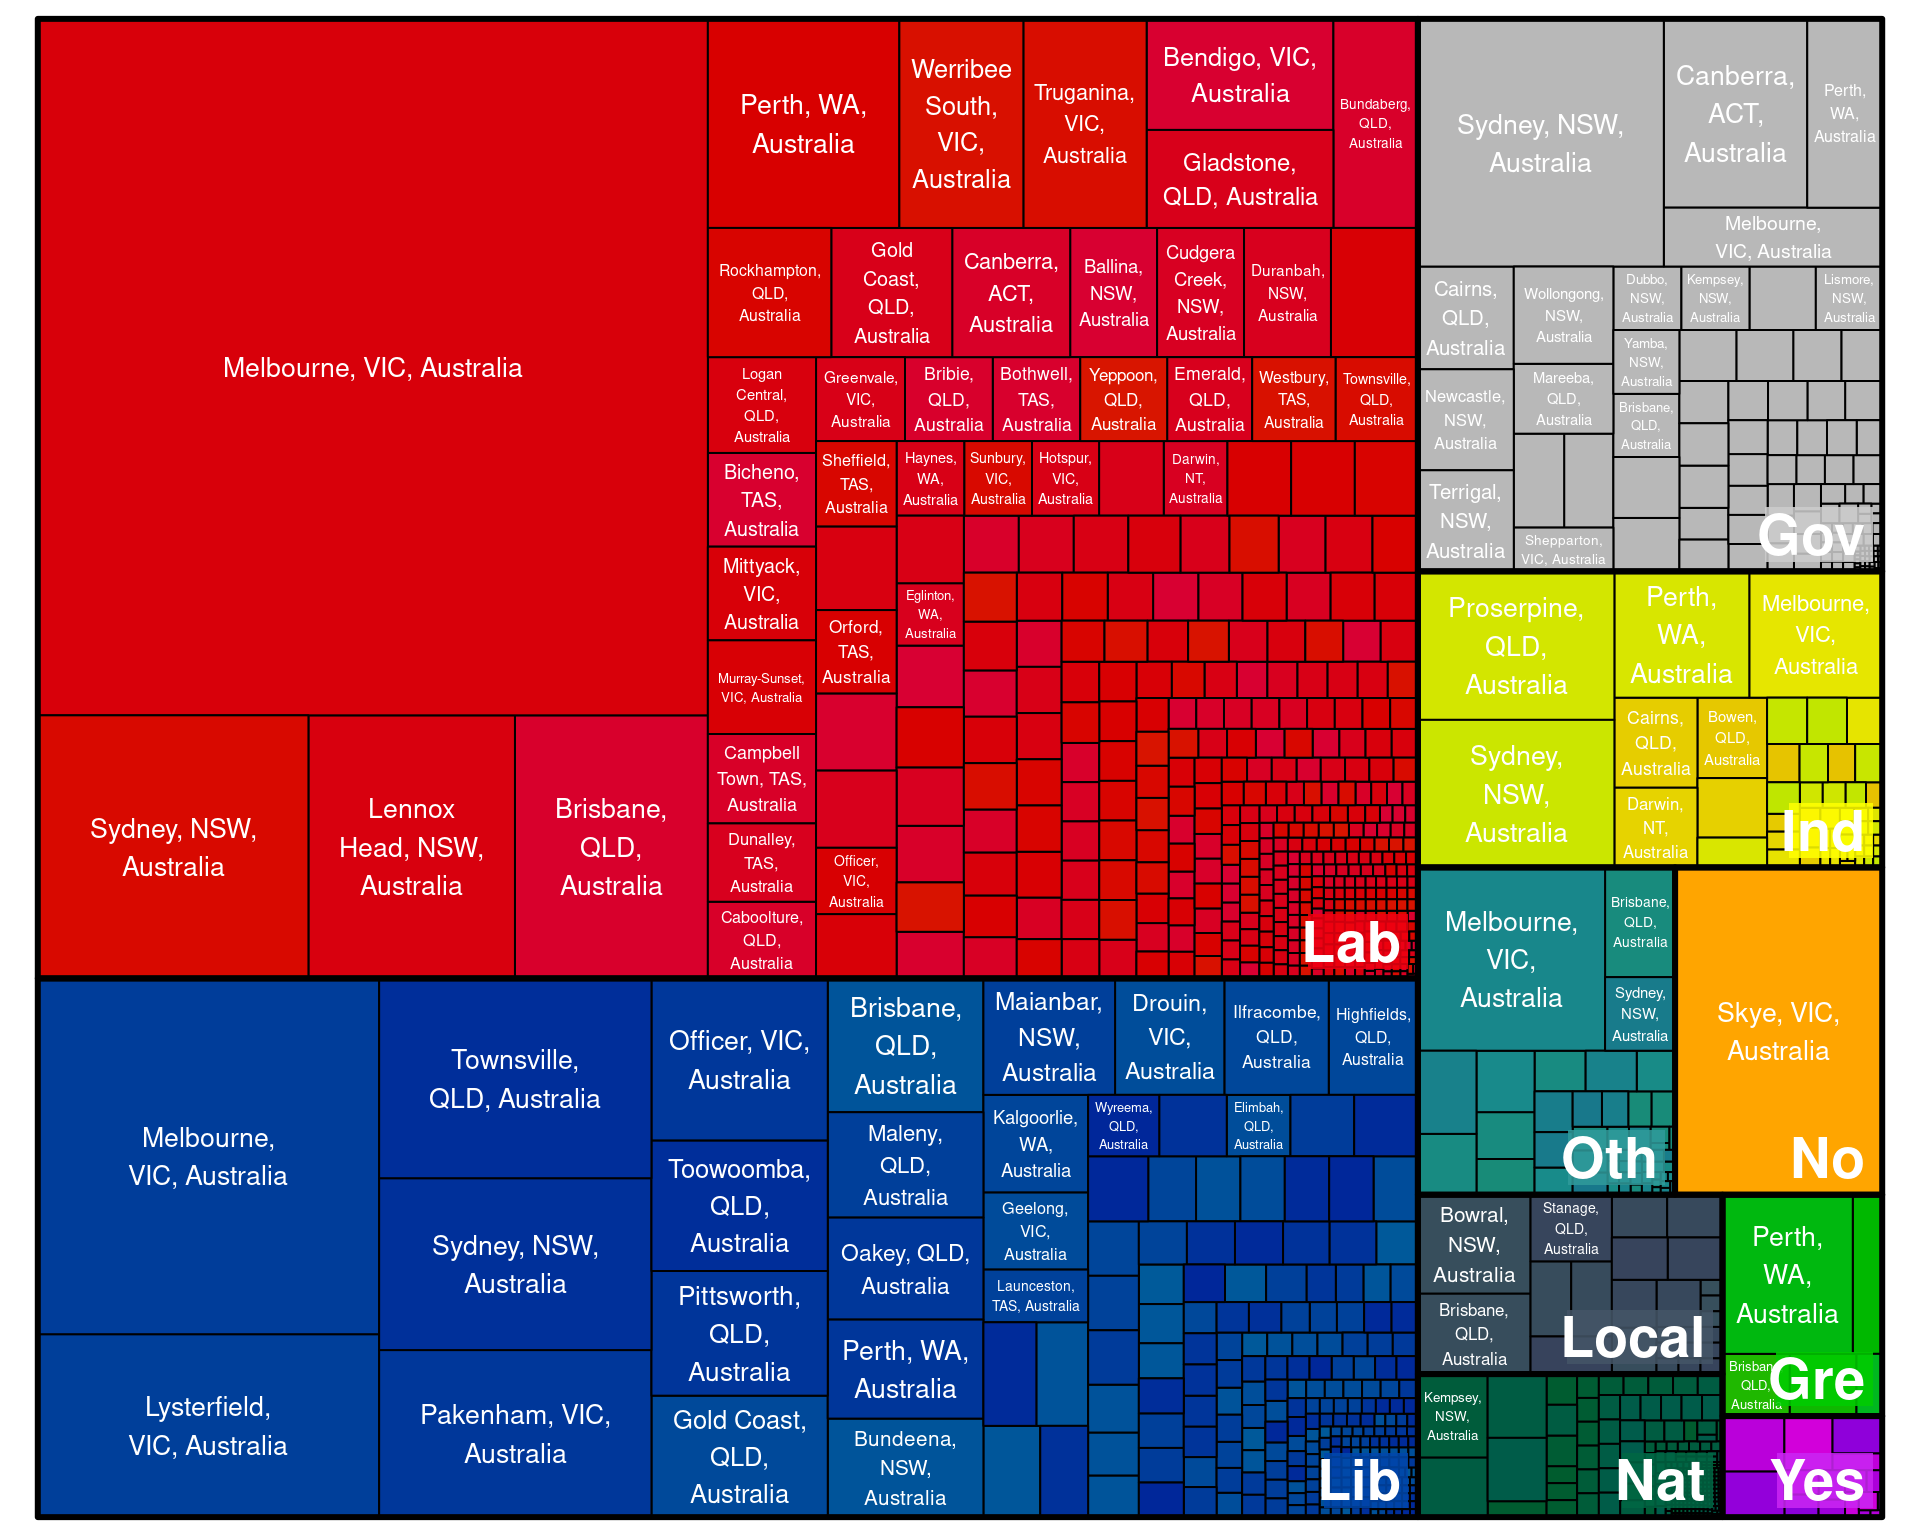 Melbourne, VIC, Australia
Sydney, NSW,
Australia
Lennox
Head, NSW,
Australia
Brisbane,
QLD,
Australia
Perth, WA,
Australia
Werribee
South,
VIC,
Australia
Truganina,
VIC,
Australia
Bendigo, VIC,
Australia
Gladstone,
QLD, Australia
Bundaberg,
QLD,
Australia
Rockhampton,
QLD,
Australia
Gold
Coast,
QLD,
Australia
Canberra,
ACT,
Australia
Ballina,
NSW,
Australia
Cudgera
Creek,
NSW,
Australia
Duranbah,
NSW,
Australia
Logan
Central,
QLD,
Australia
Greenvale,
VIC,
Australia
Bribie,
QLD,
Australia
Bothwell,
TAS,
Australia
Yeppoon,
QLD,
Australia
Emerald,
QLD,
Australia
Westbury,
TAS,
Australia
Townsville,
QLD,
Australia
Bicheno,
TAS,
Australia
Sheffield,
TAS,
Australia
Haynes,
WA,
Australia
Sunbury,
VIC,
Australia
Hotspur,
VIC,
Australia
Darwin,
NT,
Australia
Mittyack,
VIC,
Australia
Eglinton,
WA,
Australia
Orford,
TAS,
Australia
Murray-Sunset,
VIC, Australia
Campbell
Town, TAS,
Australia
Dunalley,
TAS,
Australia
Officer,
VIC,
Australia
Caboolture,
QLD,
Australia
Lab
Sydney, NSW,
Australia
Canberra,
ACT,
Australia
Perth,
WA,
Australia
Melbourne,
VIC, Australia
Cairns,
QLD,
Australia
Wollongong,
NSW,
Australia
Dubbo,
NSW,
Australia
Kempsey,
NSW,
Australia
Lismore,
NSW,
Australia
Yamba,
NSW,
Australia
Newcastle,
NSW,
Australia
Mareeba,
QLD,
Australia
Brisbane,
QLD,
Australia
Terrigal,
NSW,
Australia
Shepparton,
VIC, Australia
Gov
Proserpine,
QLD,
Australia
Perth,
WA,
Australia
Melbourne,
VIC,
Australia
Sydney,
NSW,
Australia
Cairns,
QLD,
Australia
Bowen,
QLD,
Australia
Darwin,
NT,
Australia
Ind
Melbourne,
VIC, Australia
Lysterfield,
VIC, Australia
Townsville,
QLD, Australia
Sydney, NSW,
Australia
Pakenham, VIC,
Australia
Officer, VIC,
Australia
Toowoomba,
QLD,
Australia
Pittsworth,
QLD,
Australia
Gold Coast,
QLD,
Australia
Brisbane,
QLD,
Australia
Maleny,
QLD,
Australia
Oakey, QLD,
Australia
Perth, WA,
Australia
Bundeena,
NSW,
Australia
Maianbar,
NSW,
Australia
Drouin,
VIC,
Australia
Ilfracombe,
QLD,
Australia
Highfields,
QLD,
Australia
Kalgoorlie,
WA,
Australia
Wyreema,
QLD,
Australia
Elimbah,
QLD,
Australia
Geelong,
VIC,
Australia
Launceston,
TAS, Australia
Lib
Melbourne,
VIC,
Australia
Brisbane,
QLD,
Australia
Sydney,
NSW,
Australia
Oth
Skye, VIC,
Australia
No
Bowral,
NSW,
Australia
Stanage,
QLD,
Australia
Brisbane,
QLD,
Australia
Local
Perth,
WA,
Australia
Brisbane,
QLD,
Australia
Gre
Kempsey,
NSW,
Australia
Nat
Yes